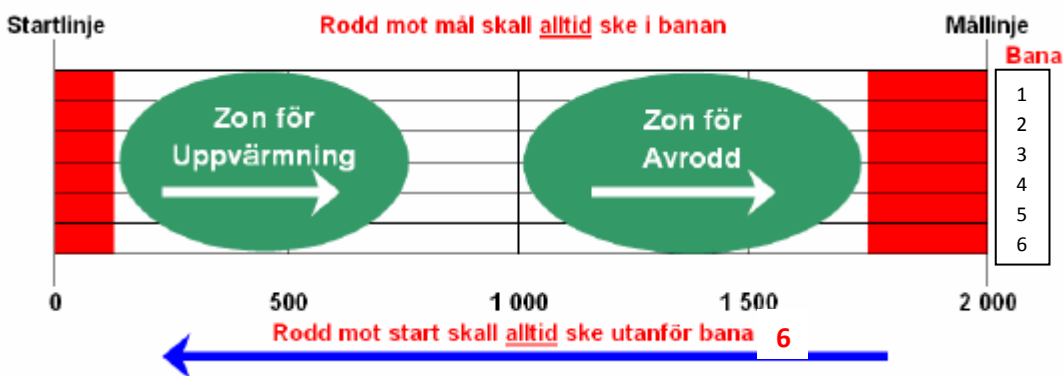 Startlinje
Rodd mot mål skall alltid ske i banan
Mållinje
Bana
Zon för
Uppvärmning
Zon för
Avrodd
1
2
3
4
5
6
0
500
1 000
1 500
2 000
Rodd mot start skall alltid ske utanför bana 6